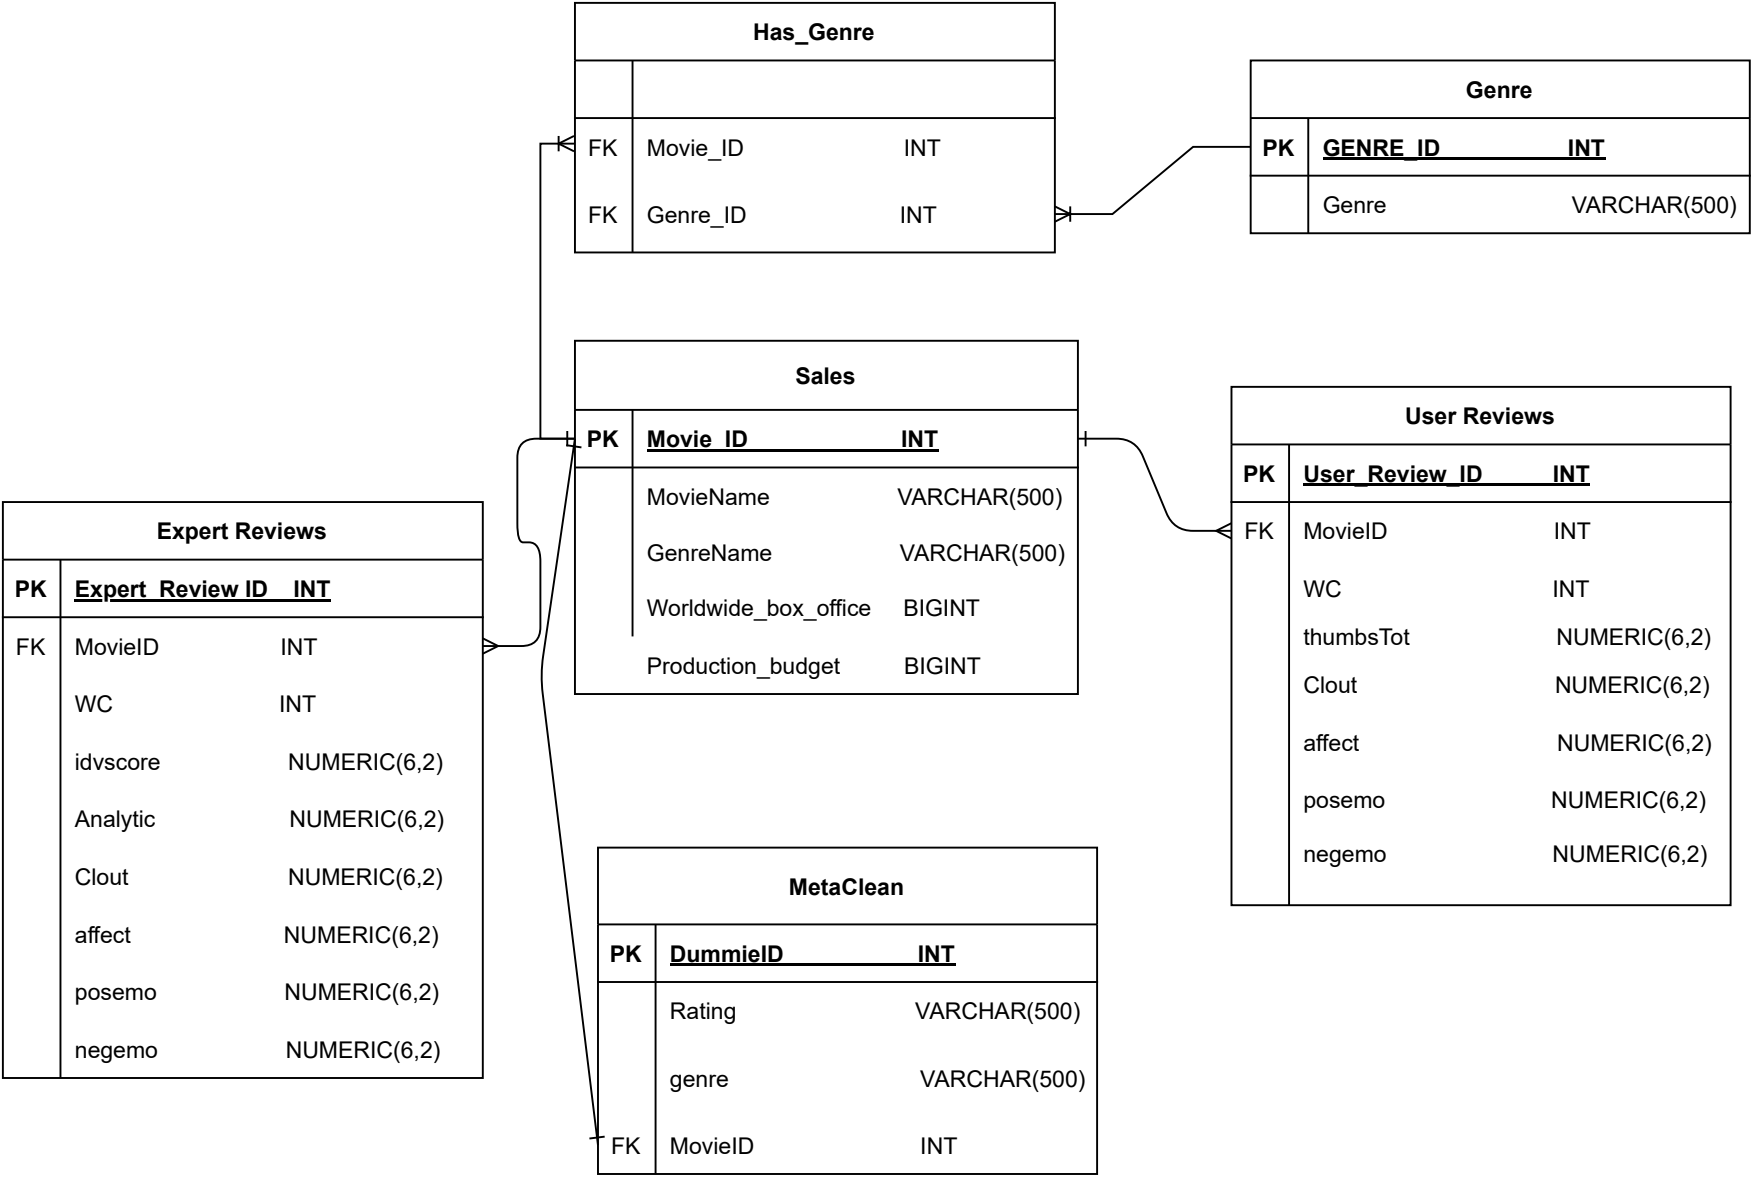 Has_Genre
FK Movie_ID INT
FK Genre_ID INT
Genre
PK GENRE_ID INT
Genre VARCHAR(500)
Sales
PK Movie_ID INT
MovieName VARCHAR(500)
GenreName VARCHAR(500)
Worldwide_box_office BIGINT
Production_budget BIGINT
User Reviews
PK User_Review_ID INT
FK MovieID INT
WC INT
thumbsTot NUMERIC(6,2)
Clout NUMERIC(6,2)
affect NUMERIC(6,2)
posemo NUMERIC(6,2)
negemo NUMERIC(6,2)
Expert Reviews
PK Expert_Review ID INT
FK MovieID INT
WC INT
idvscore NUMERIC(6,2)
Analytic NUMERIC(6,2)
Clout NUMERIC(6,2)
affect NUMERIC(6,2)
posemo NUMERIC(6,2)
negemo NUMERIC(6,2)
MetaClean
PK DummieID INT
Rating VARCHAR(500)
genre VARCHAR(500)
FK MovieID INT